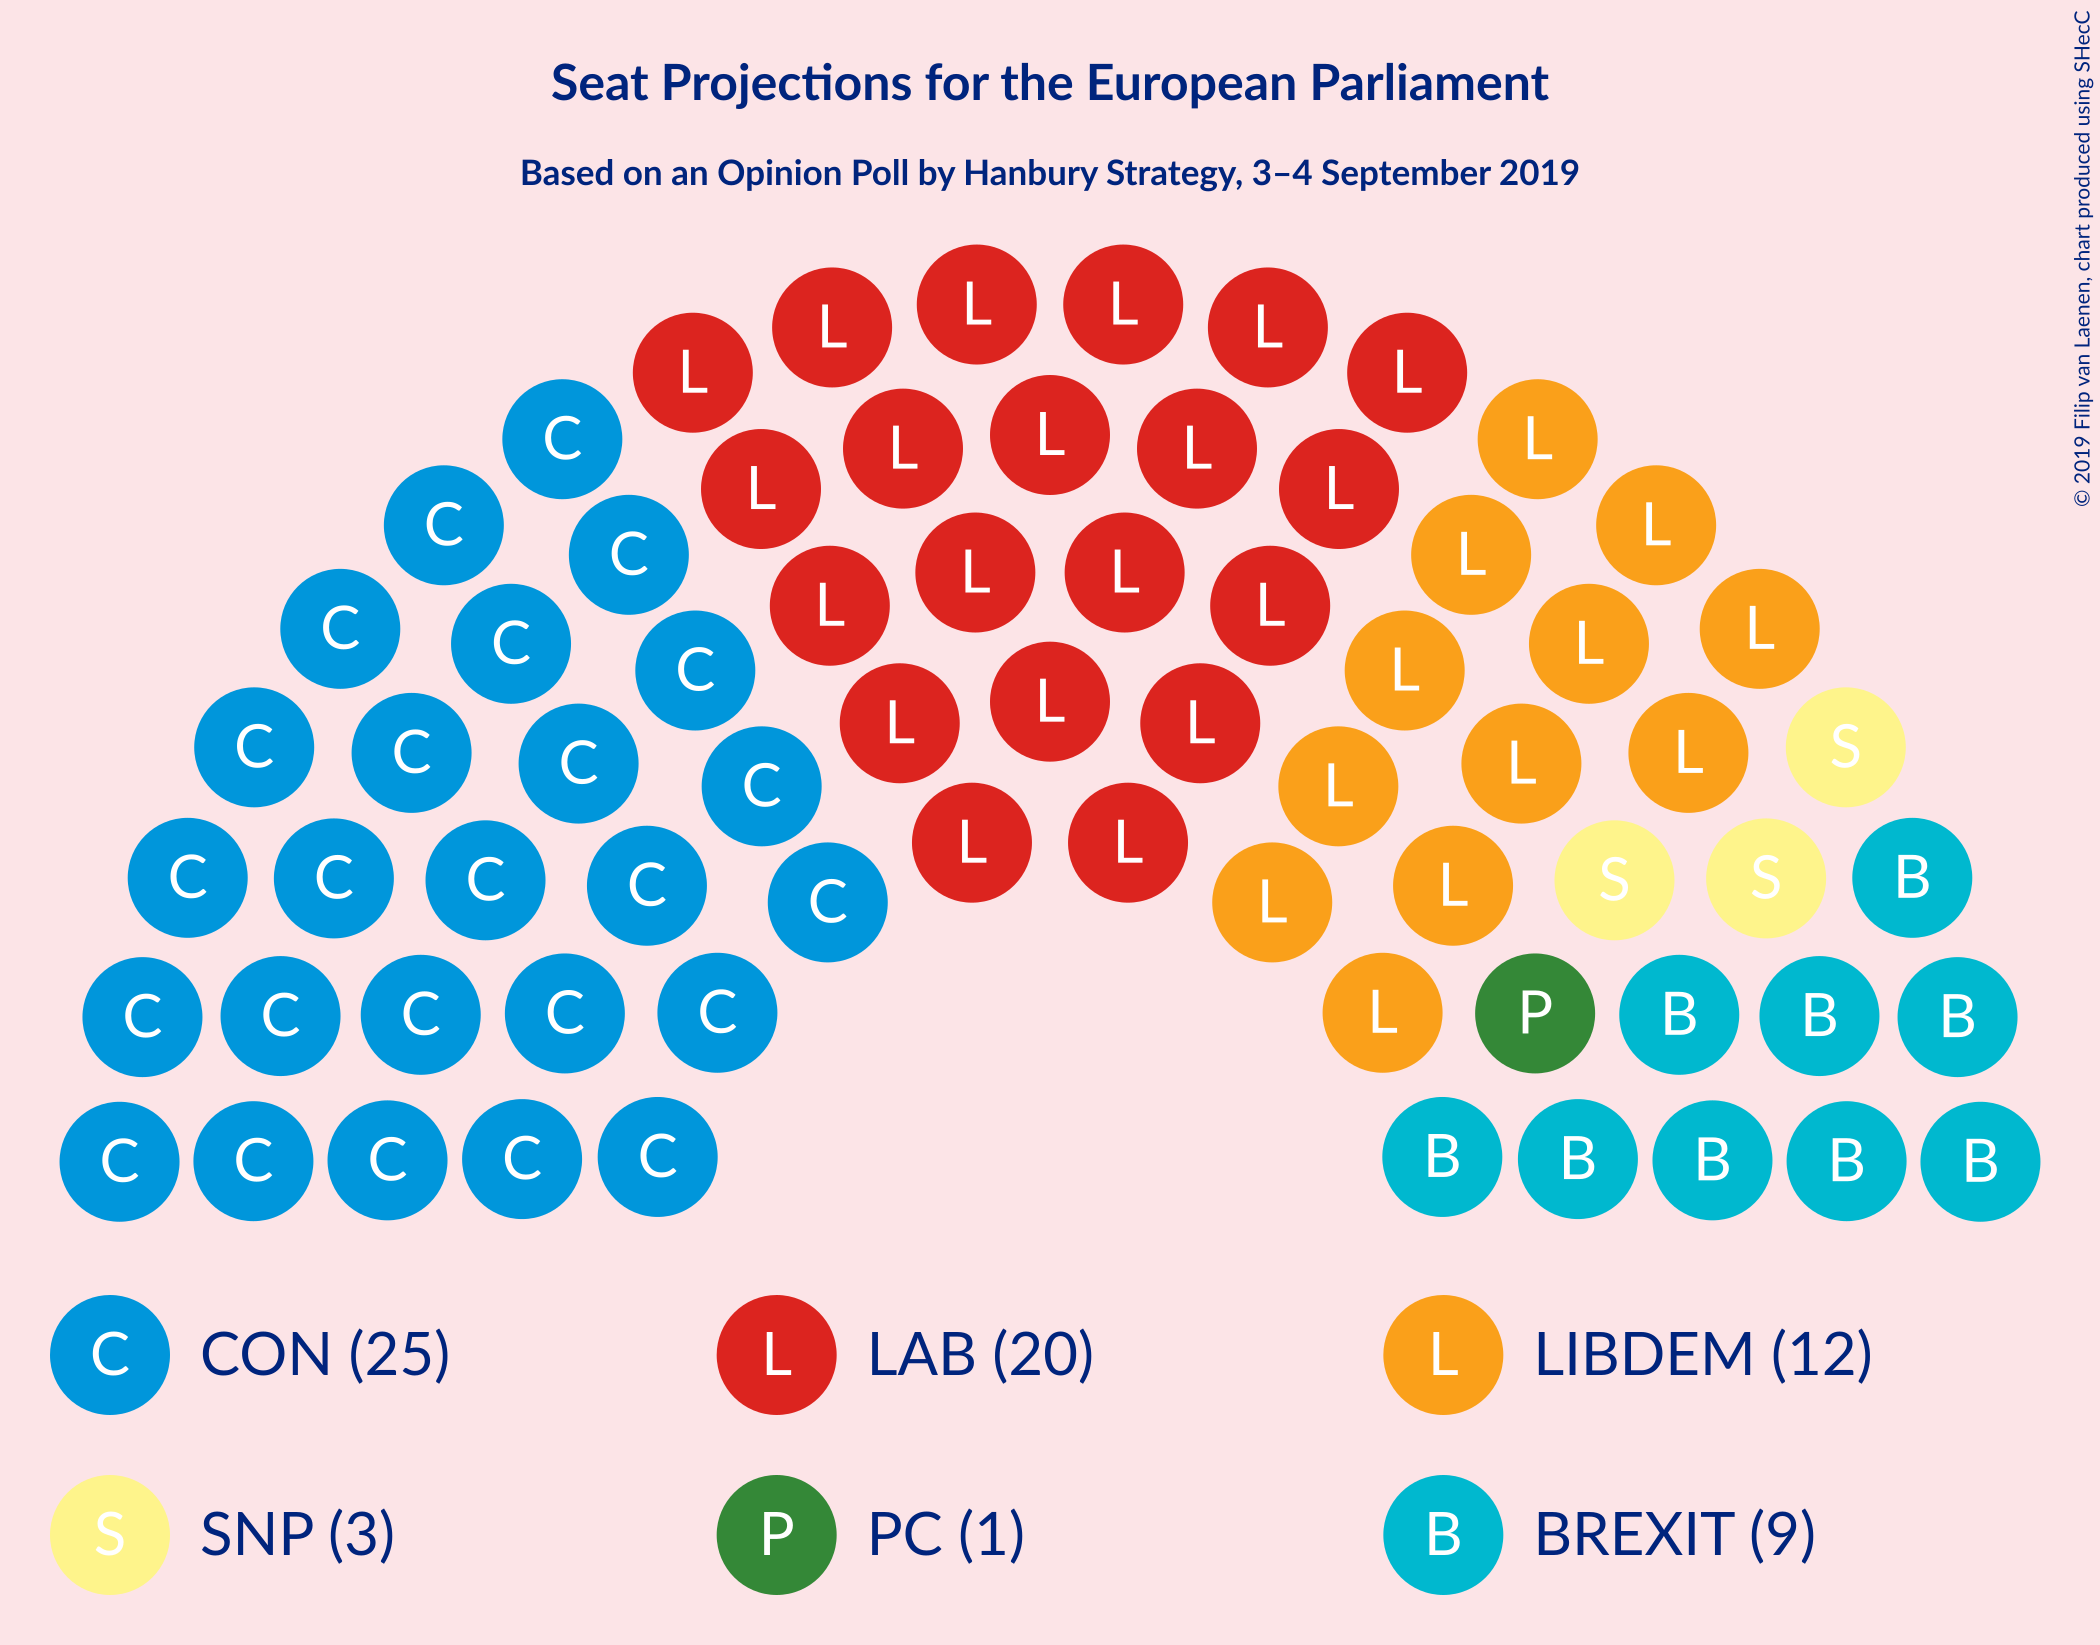 Seat Projections for the European Parliament
Based on an Opinion Poll by Hanbury Strategy, 3–4 September 2019
© 2019 Filip van Laenen, chart produced using SHecC
L L
L L
L L
L
C L
L L
L L
C L
C L
L L
L L
C L
C L
C L
L
L L
C S
C L
C L
C L
L L
C B
C S
C S
C L
C L
C L
C P
C B
C B
C B
C B
C B
C B
C B
C B
C CON (25) L LAB (20) L LIBDEM (12)
S SNP (3) P PC (1) B BREXIT (9)